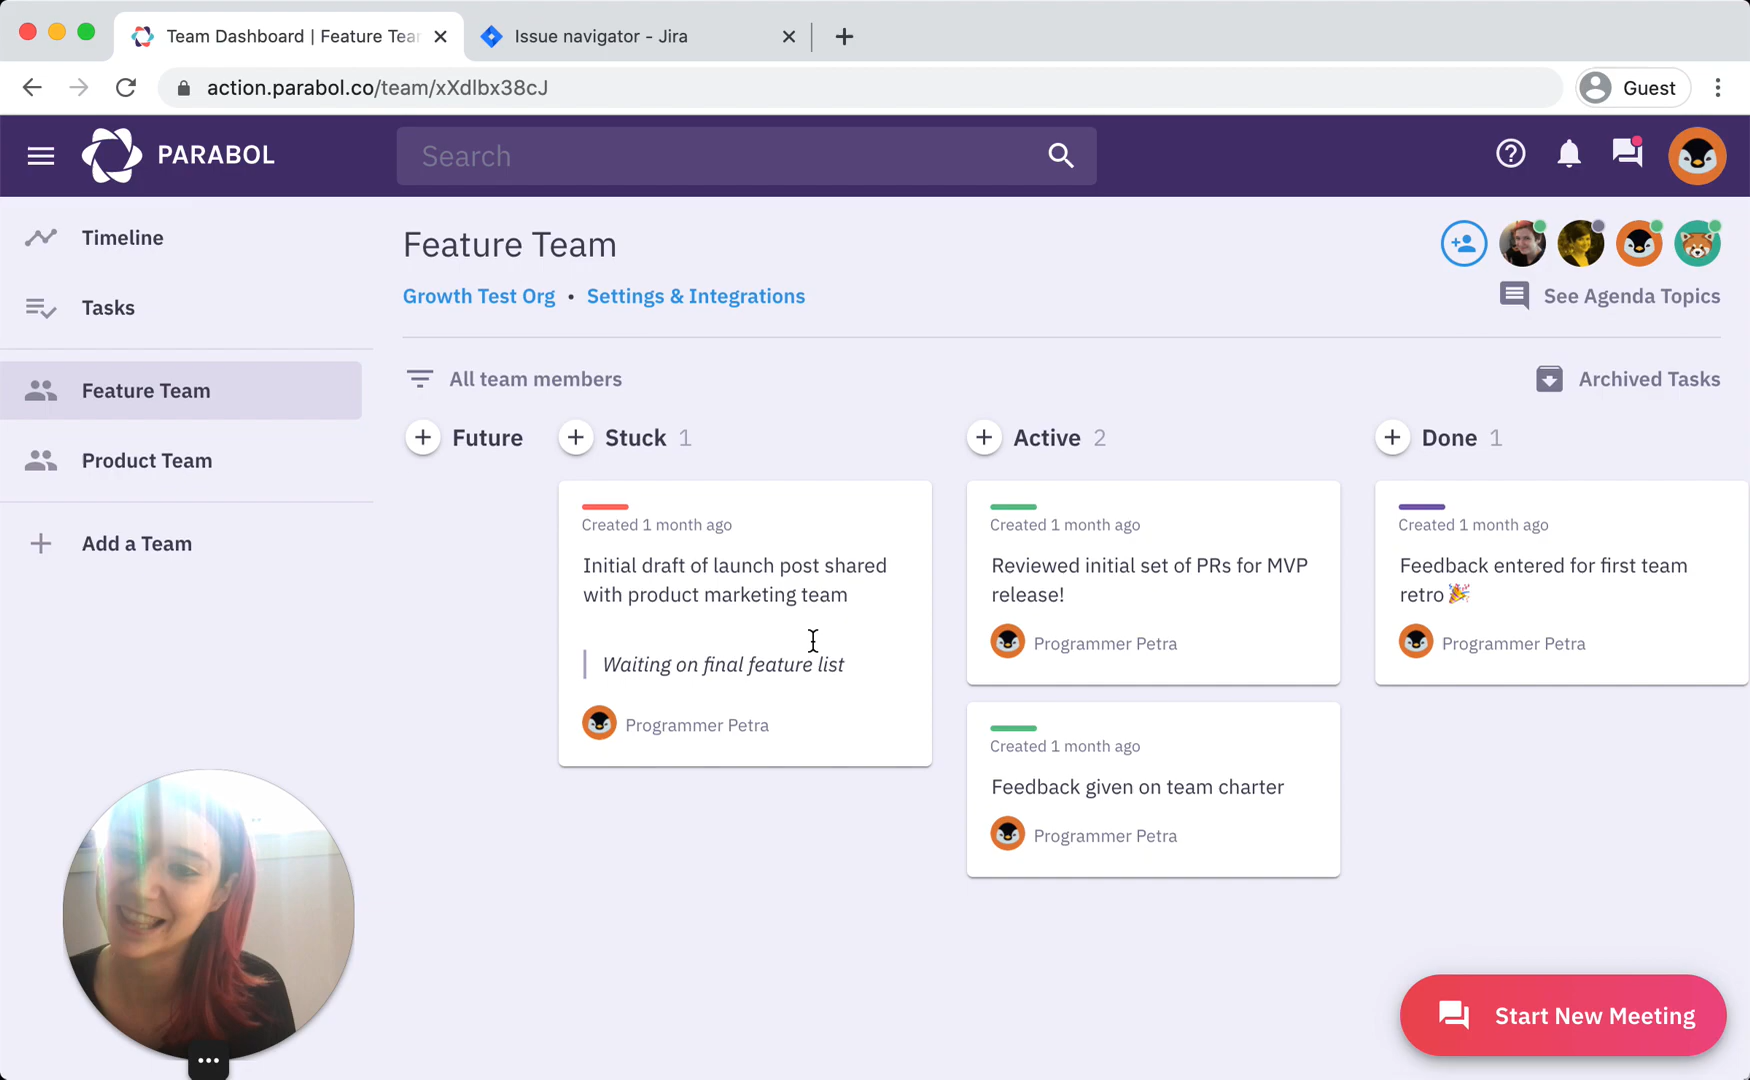 Team Dashboard | Feature Tear
Issue navigator - Jira
action.parabol.co/team/xXdlbx38cJ
Guest
PARABOL
Search
Timeline
Tasks
Feature Team
Product Team
Add a Team
Feature Team
Growth Test Org • Settings & Integrations
See Agenda Topics
All team members
Archived Tasks
Future
Stuck 1
Created 1 month ago
Initial draft of launch post shared
with product marketing team
Waiting on final feature list
Programmer Petra
Active 2
Created 1 month ago
Reviewed initial set of PRs for MVP
release!
Programmer Petra
Created 1 month ago
Feedback given on team charter
Programmer Petra
Done 1
Created 1 month ago
Feedback entered for first team
retro🎉
Programmer Petra
Start New Meeting